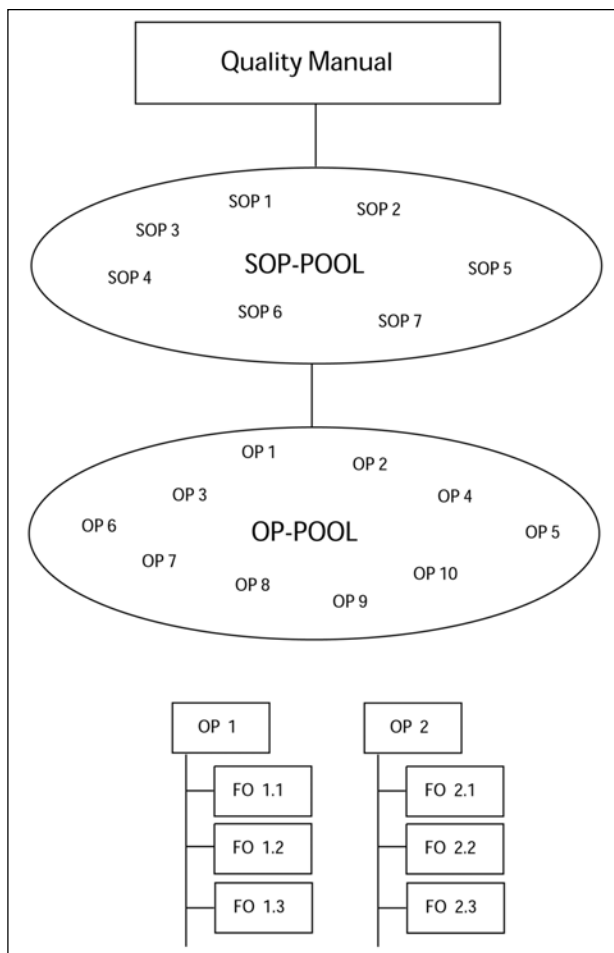 Quality Manual
SOP 1
SOP 2
SOP 3
SOP-POOL
SOP 4
SOP 5
SOP 6
SOP 7
OP 1
OP 2
OP 3
OP 4
OP 6
OP-POOL
OP 5
OP 7
OP 8
OP 10
OP 9
OP 1
OP 2
FO 1.1
FO 2.1
FO 1.2
FO 2.2
FO 1.3
FO 2.3